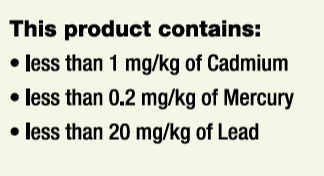 This product contains:
• less than 1 mg/kg of Cadmium
• less than 0.2 mg/kg of Mercury
• less than 20 mg/kg of Lead